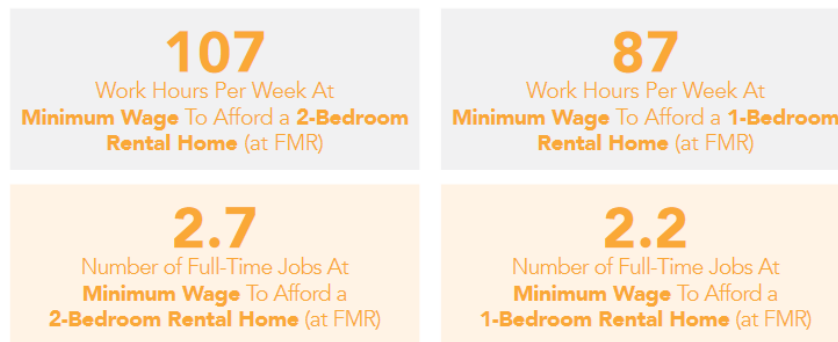 107
Work Hours Per Week At
Minimum Wage To Afford a 2-Bedroom
Rental Home (at FMR)
87
Work Hours Per Week At
Minimum Wage To Afford a 1-Bedroom
Rental Home (at FMR)
2.7
Number of Full-Time Jobs At
Minimum Wage To Afford a
2-Bedroom Rental Home (at FMR)
2.2
Number of Full-Time Jobs At
Minimum Wage To Afford a
1-Bedroom Rental Home (at FMR)